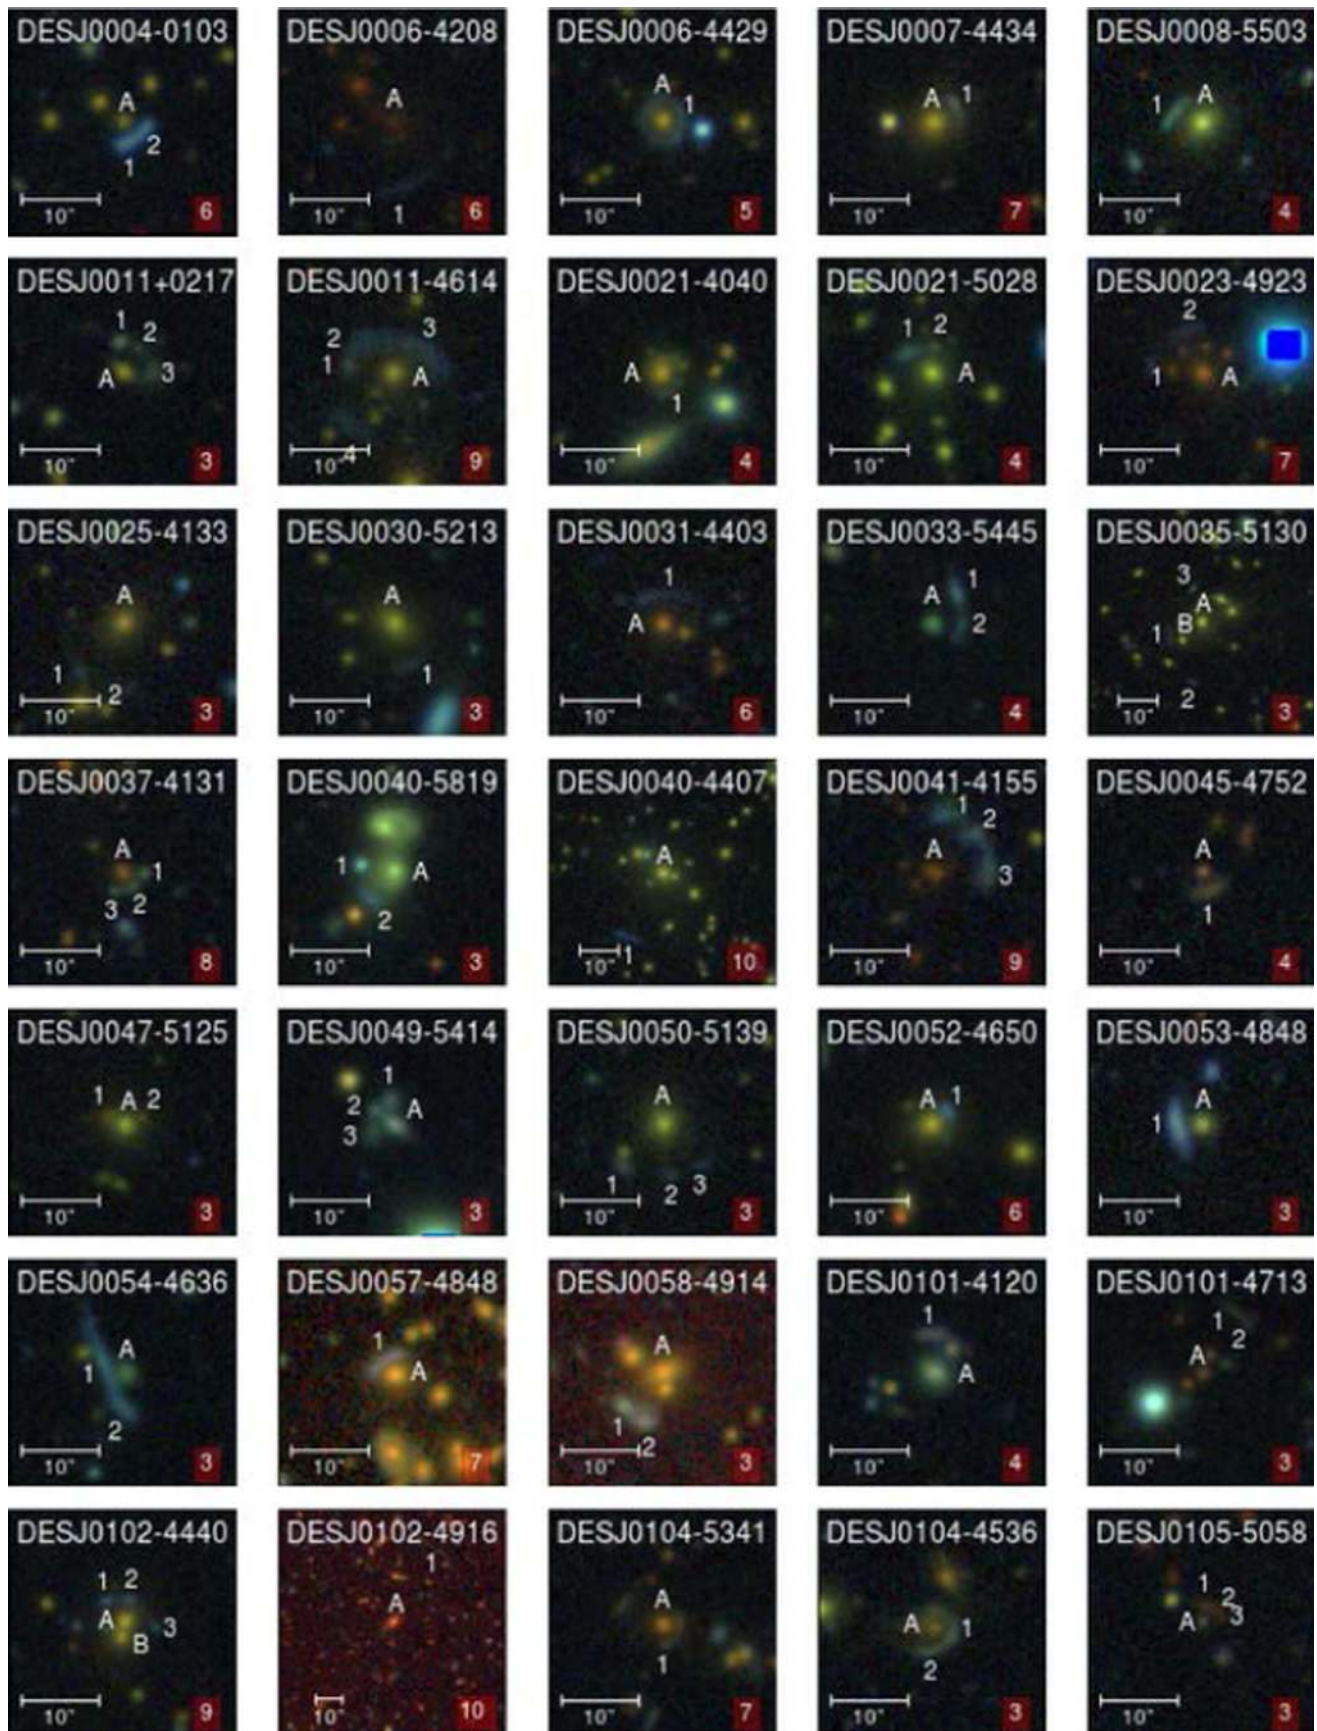 DESJ0004-0103 DESJ0006-4208 DESJ0006-4429 DESJ0007-4434 DESJ0008-5503
A A A A 1 A
2 1 1
1
1
10" 6 10" 6 10" 5 10" 7 10" 4
DESJ0011+0217 DESJ0011-4614 DESJ0021-4040 DESJ0021-5028 DESJ0023-4923
1 2 2 3 1 2 2
A 3 1 A A A 1 A
1
4
10" 3 10" 9 10" 4 10" 4 10" 7
DESJ0025-4133 DESJ0030-5213 DESJ0031-4403 DESJ0033-5445 DESJ0035-5130
A A 1 1 3
A A A
2 B
1 1 1
2 2
10" 3 10" 3 10" 6 10" 4 10" 3
DESJ0037-4131 DESJ0040-5819 DESJ0040-4407 DESJ0041-4155 DESJ0045-4752
A 1 A 1 2 A
1 A A 3
3 2 2 1
1
10" 8 10" 3 10" 10 10" 9 10" 4
DESJ0047-5125 DESJ0049-5414 DESJ0050-5139 DESJ0052-4650 DESJ0053-4848
1 A 2 1 A A 1 A
2 A 1
3
1 2 3
10" 3 10" 3 10" 3 10" 6 10" 3
DESJ0054-4636 DESJ0057-4848 DESJ0058-4914 DESJ0101-4120 DESJ0101-4713
A 1 A 1 1
1 A A A 2
2 1 2
10" 3 10" 7 10" 3 10" 4 10" 3
DESJ0102-4440 DESJ0102-4916 DESJ0104-5341 DESJ0104-4536 DESJ0105-5058
1 2 1 1 2
A 3 A A A 1 A 3
B 1 2
10" 9 10" 10 10" 7 10" 3 10" 3